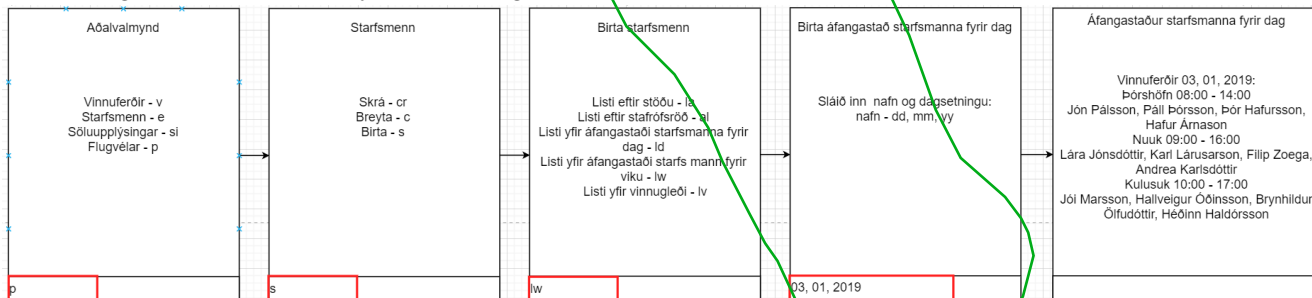 Aðalvalmynd
Vinnuferðir - v
Starfsmenn - e
Söluupplýsingar - si
Flugvélar - p
p
Starfsmenn
Skrá - cr
Breyta - c
Birta - s
s
Birta starfsmenn
Listi eftir stöðu - la
Listi eftir stafrófsröð - al
Listi yfir áfangastaði starfsmanna fyrir
dag - ld
Listi yfir áfangastaði starfs mann fyrir
viku - lw
Listi yfir vinnugleði - lv
lw
Birta áfangastað starfsmanna fyrir dag
Sláið inn nafn og dagsetningu:
nafn - dd, mm, yy
03, 01, 2019
Áfangastaður starfsmanna fyrir dag
Vinnuferðir 03, 01, 2019:
Þórshöfn 08:00 - 14:00
Jón Pálsson, Páll Þórsson, Þór Hafursson,
Hafur Árnason
Nuuk 09:00 - 16:00
Lára Jónsdóttir, Karl Lárusarson, Filip Zoega,
Andrea Karlsdóttir
Kulusuk 10:00 - 17:00
Jói Marsson, Hallveigur Óðinsson, Brynhildur
Ölfudóttir, Héðinn Haldórsson